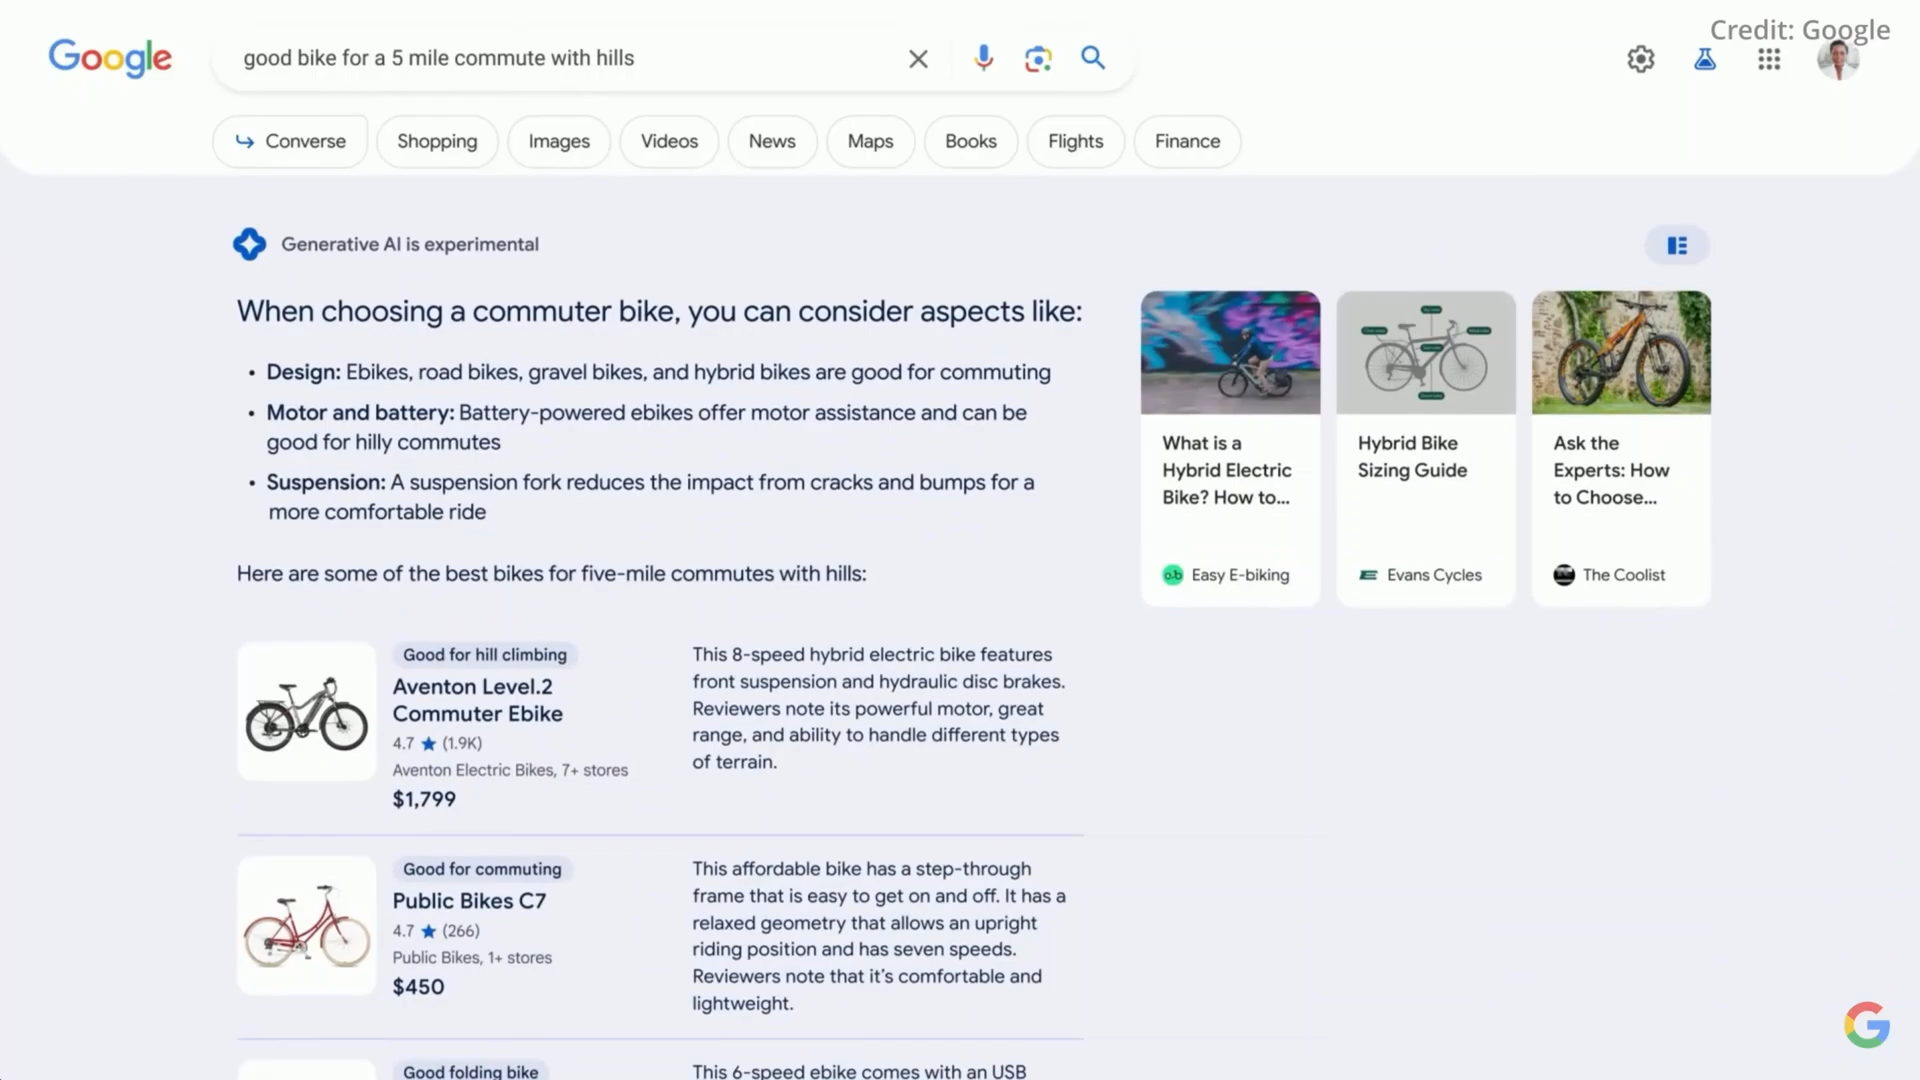 Credit: Google
Google
good bike for a 5 mile commute with hills
Converse
Shopping
Images
Videos
News
Maps
Books
Flights
Finance
Generative AI is experimental
When choosing a commuter bike, you can consider aspects like:
• Design: Ebikes, road bikes, gravel bikes, and hybrid bikes are good for commuting
• Motor and battery: Battery-powered ebikes offer motor assistance and can be
good for hilly commutes
• Suspension: A suspension fork reduces the impact from cracks and bumps for a
more comfortable ride
Here are some of the best bikes for five-mile commutes with hills:
What is a
Hybrid Electric
Bike? How to...
Easy E-biking
Hybrid Bike
Sizing Guide
Evans Cycles
Ask the
Experts: How
to Choose...
The Coolist
Good for hill climbing
Aventon Level.2
Commuter Ebike
4.7 ★ (1.9K)
Aventon Electric Bikes, 7+ stores
$1,799
This 8-speed hybrid electric bike features
front suspension and hydraulic disc brakes.
Reviewers note its powerful motor, great
range, and ability to handle different types
of terrain.
Good for commuting
Public Bikes C7
4.7 ★ (266)
Public Bikes, 1+ stores
$450
This affordable bike has a step-through
frame that is easy to get on and off. It has a
relaxed geometry that allows an upright
riding position and has seven speeds.
Reviewers note that it's comfortable and
lightweight.
Good folding bike
This 6-speed ebike comes with an USB